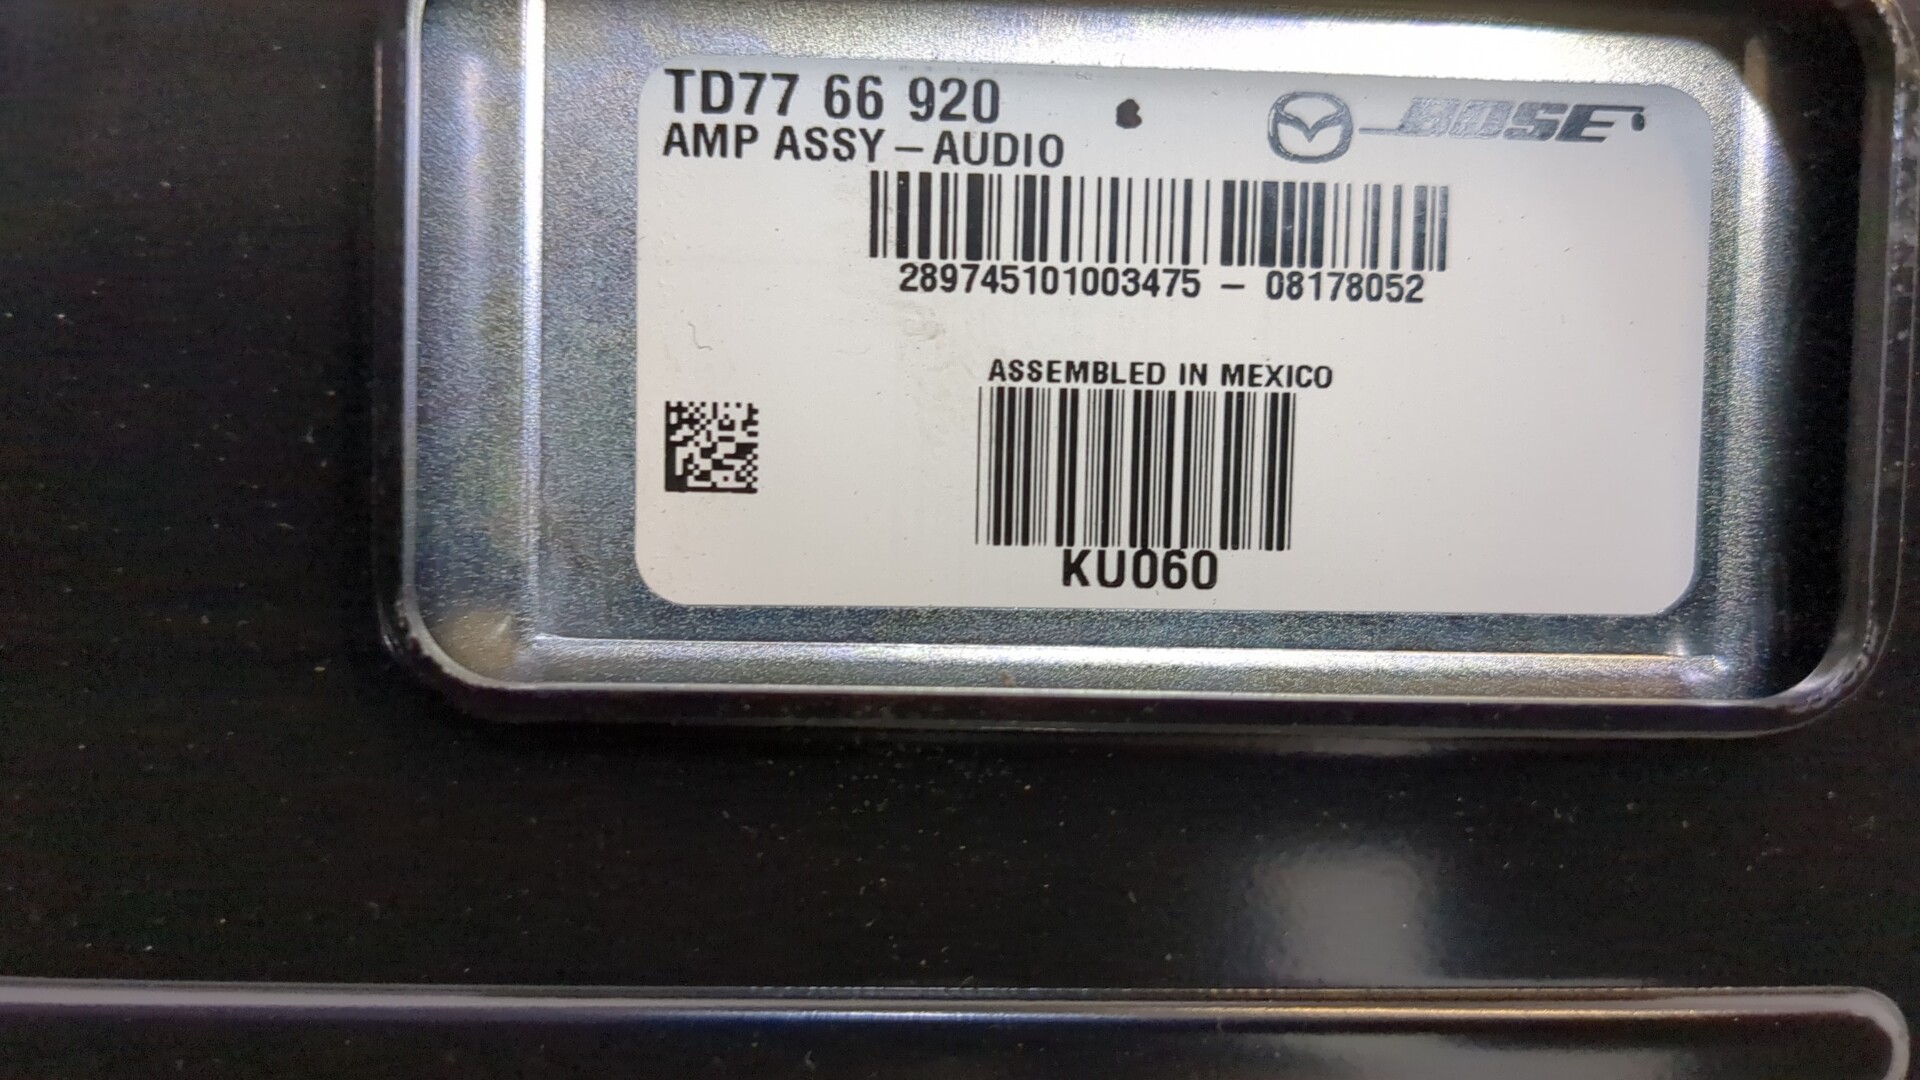 TD77 66 920
BOSE
AMP ASSY – AUDIO
289745101003475 – 08178052
ASSEMBLED IN MEXICO
KU060